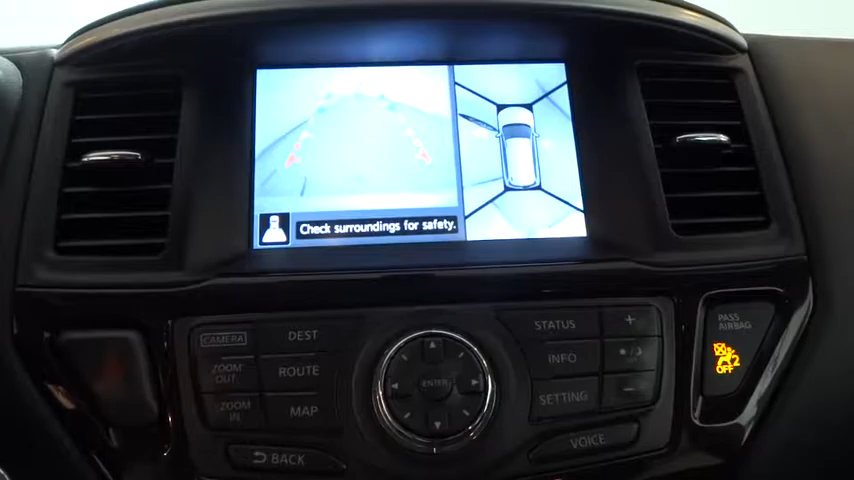 Check surroundings for safety.
CAMERA
DEST
STATUS
ZOOM OUT
ROUTE
INFO
ZOOM IN
MAP
SETTING
ENTER
BACK
VOICE
PASS
AIRBAG
OFF